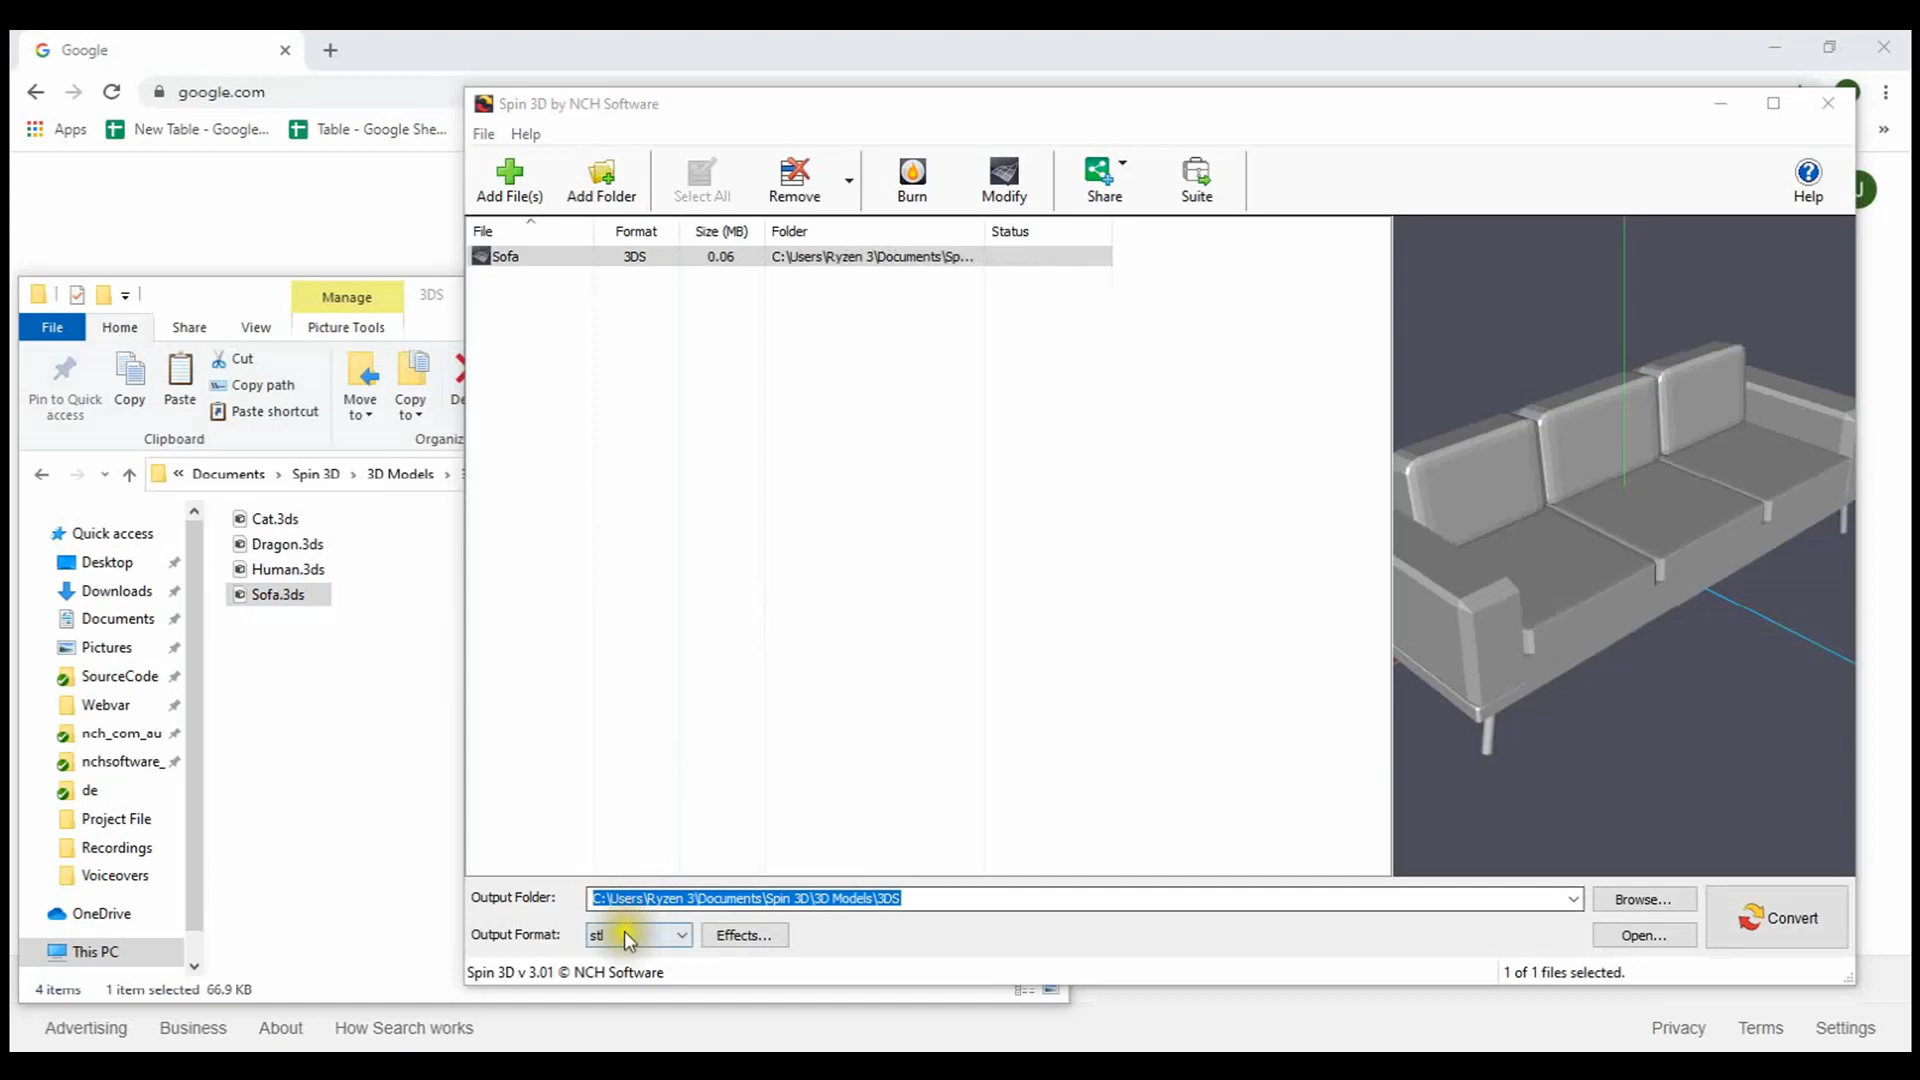 Google
google.com
Apps
New Table - Google...
Table - Google She...
»
Spin 3D by NCH Software
File
Help
Add File(s)
Add Folder
Select All
Remove
Burn
Modify
Share
Suite
Help
File
Format
Size (MB)
Folder
Status
Sofa
3DS
0.06
C:\Users\Ryzen 3\Documents\Sp...
Manage
3DS
File
Home
Share
View
Picture Tools
Pin to Quick access
Copy
Paste
Cut
Copy path
Paste shortcut
Move to
Copy to
Clipboard
Organiz
« Documents > Spin 3D > 3D Models >
Quick access
Desktop
Downloads
Documents
Pictures
SourceCode
Webvar
nch_com_au
nchsoftware_
de
Project File
Recordings
Voiceovers
OneDrive
This PC
Cat.3ds
Dragon.3ds
Human.3ds
Sofa.3ds
4 items
1 item selected 66.9 KB
Output Folder:
C:\Users\Ryzen 3\Documents\Spin 3D\3D Models\3DS
Browse...
Output Format:
stl
Effects...
Open...
Convert
Spin 3D v 3.01 © NCH Software
1 of 1 files selected.
Advertising
Business
About
How Search works
Privacy
Terms
Settings